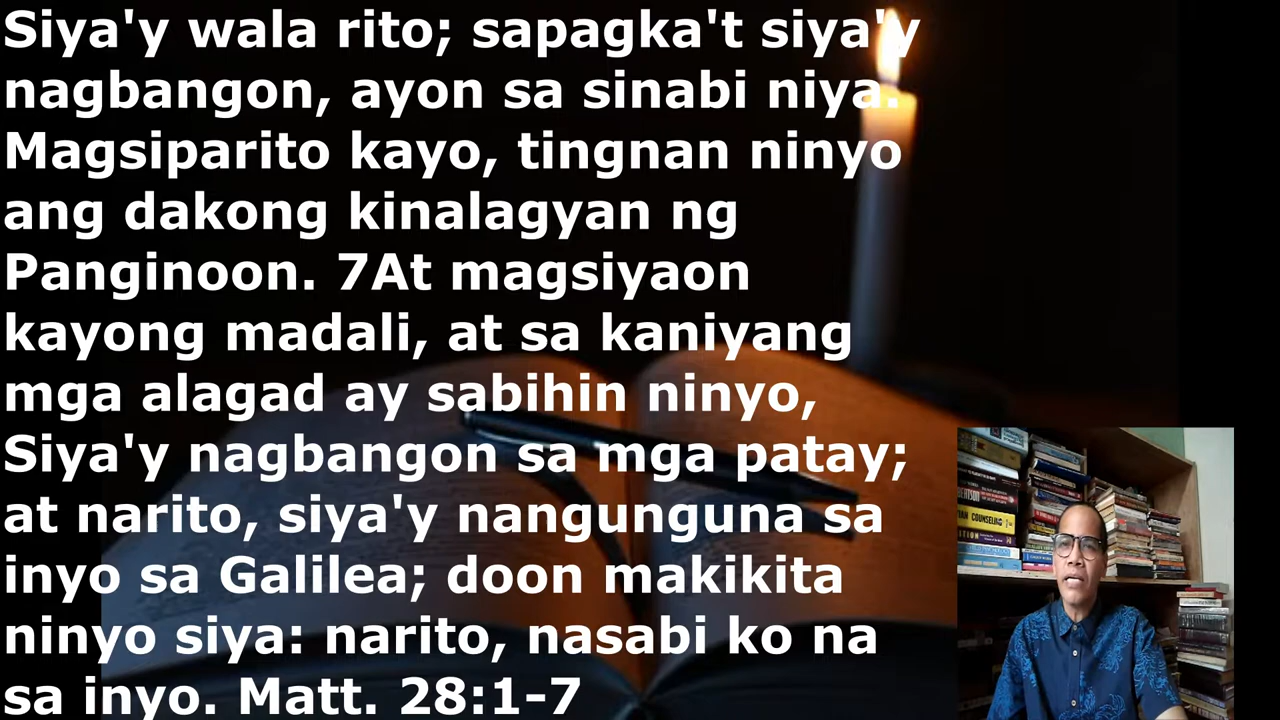 Siya'y wala rito; sapagka't siya'y
nagbangon, ayon sa sinabi niya.
Magsiparito kayo, tingnan ninyo
ang dakong kinalagyan ng
Panginoon. 7At magsiyaon
kayong madali, at sa kaniyang
mga alagad ay sabihin ninyo,
Siya'y nagbangon sa mga patay;
at narito, siya'y nangunguna sa
inyo sa Galilea; doon makikita
ninyo siya: narito, nasabi ko na
sa inyo. Matt. 28:1-7
COUNSELING